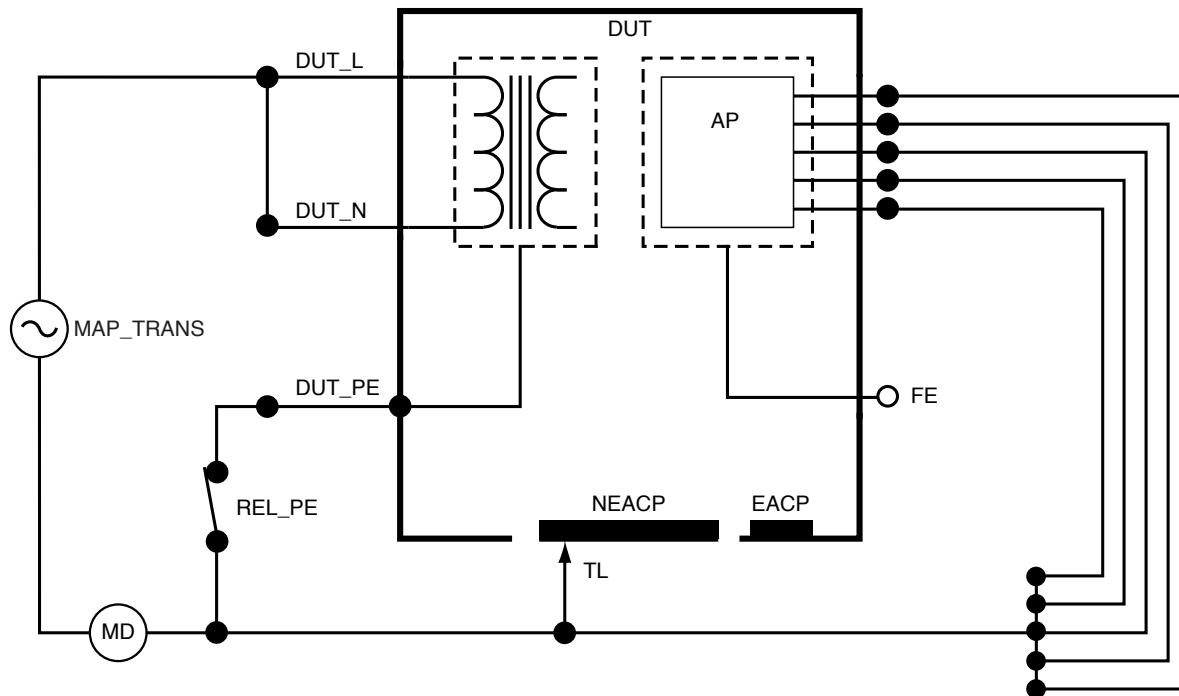 DUT
DUT_L
AP
DUT_N
MAP_TRANS
DUT_PE
FE
REL_PE
NEACP
EACP
TL
MD